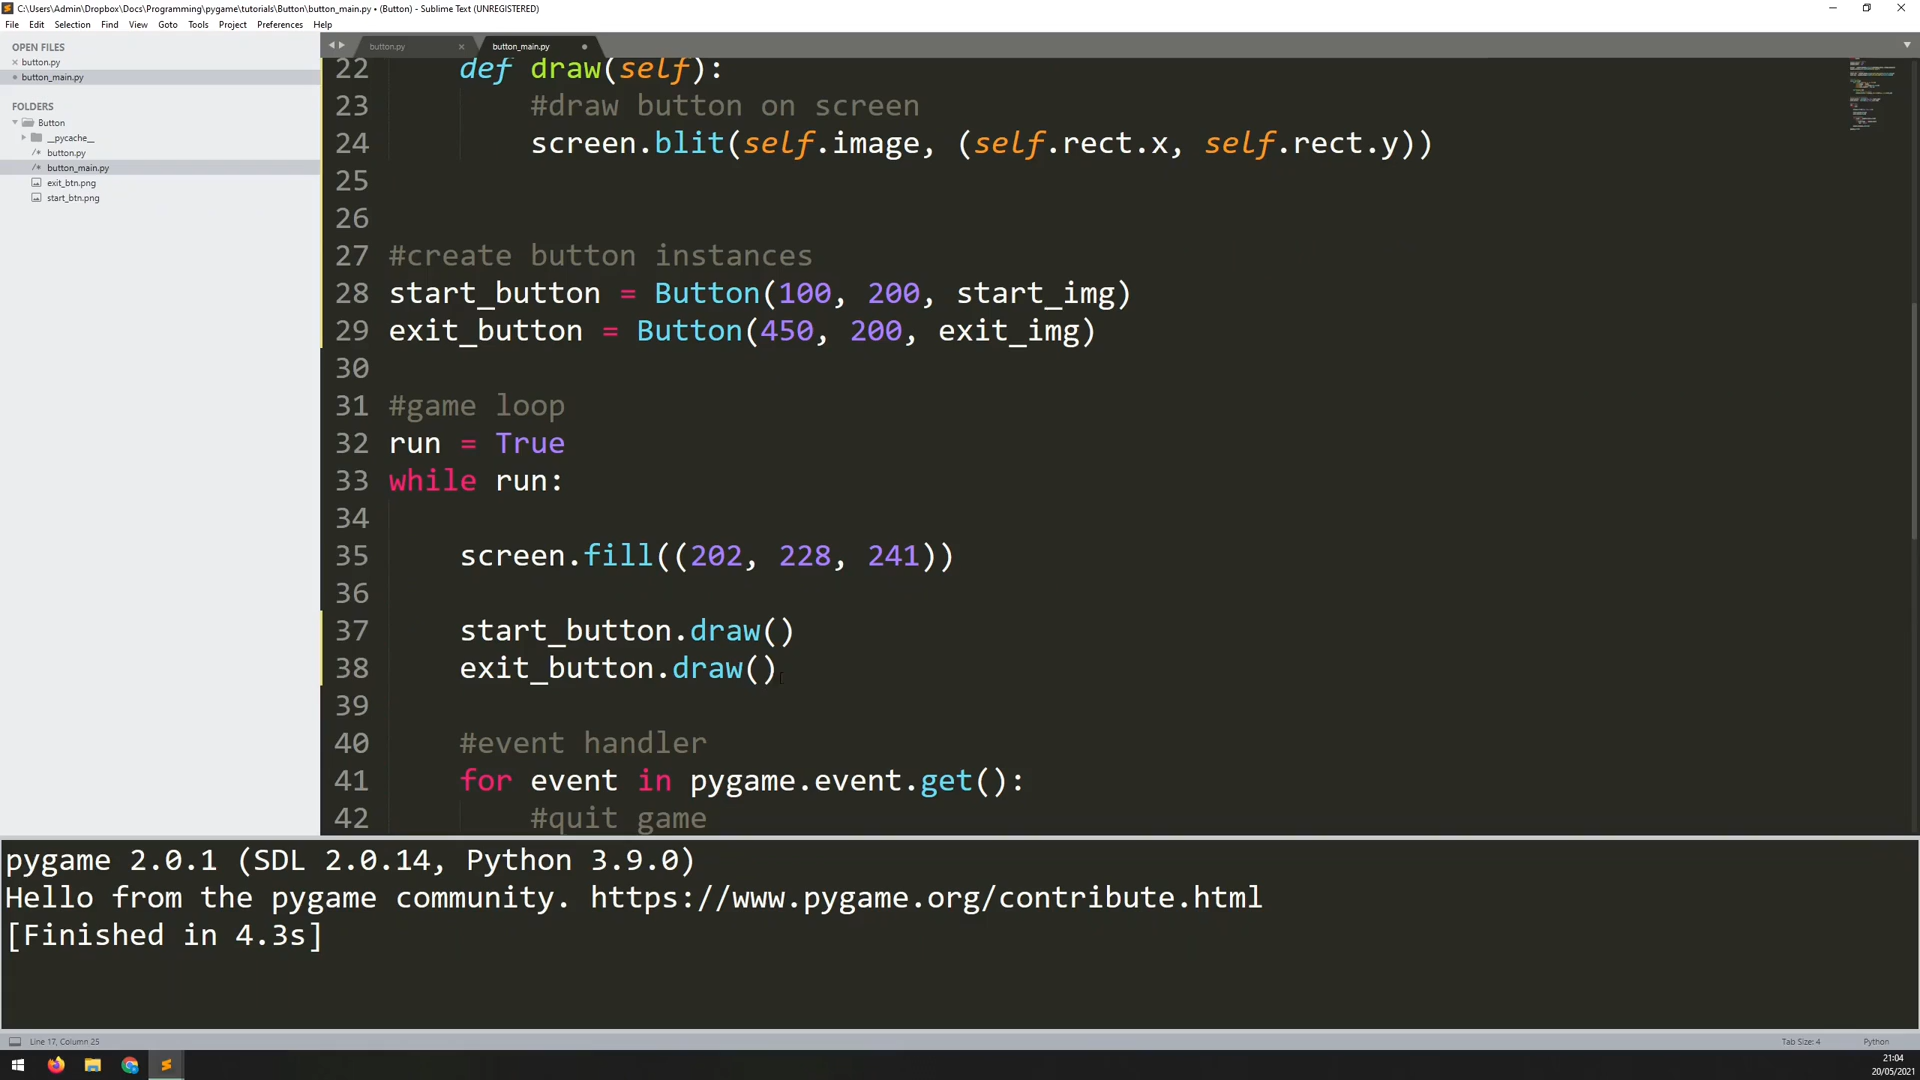 C:\Users\Admin\Dropbox\Docs\Programming\pygame\tutorials\Button\button_main.py • (Button) - Sublime Text (UNREGISTERED)
File Edit Selection Find View Goto Tools Project Preferences Help
OPEN FILES
button.py
button_main.py
FOLDERS
Button
__pycache__
button.py
button_main.py
exit_btn.png
start_btn.png
button.py button_main.py
22 def draw(self):
23 #draw button on screen
24 screen.blit(self.image, (self.rect.x, self.rect.y))
25
26
27 #create button instances
28 start_button = Button(100, 200, start_img)
29 exit_button = Button(450, 200, exit_img)
30
31 #game loop
32 run = True
33 while run:
34
35 screen.fill((202, 228, 241))
36
37 start_button.draw()
38 exit_button.draw()
39
40 #event handler
41 for event in pygame.event.get():
42 #quit game
pygame 2.0.1 (SDL 2.0.14, Python 3.9.0)
Hello from the pygame community. https://www.pygame.org/contribute.html
[Finished in 4.3s]
Line 17, Column 25 Tab Size: 4 Python
21:04
20/05/2021